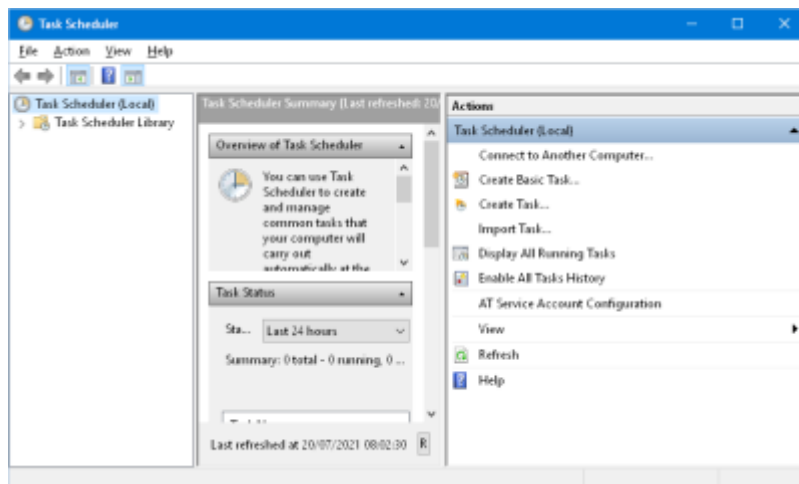 Task Scheduler
File Action View Help
Task Scheduler (Local)
Task Scheduler Library
Task Scheduler Summary (Last refreshed: 20/
Overview of Task Scheduler
You can use Task
Scheduler to create
and manage
common tasks that
your computer will
carry out
automatically at the
Task Status
Sta... Last 24 hours
Summary: 0 total - 0 running, 0 ...
Last refreshed at 20/07/2021 08:02:30 R
Actions
Task Scheduler (Local)
Connect to Another Computer...
Create Basic Task...
Create Task...
Import Task...
Display All Running Tasks
Enable All Tasks History
AT Service Account Configuration
View
Refresh
Help